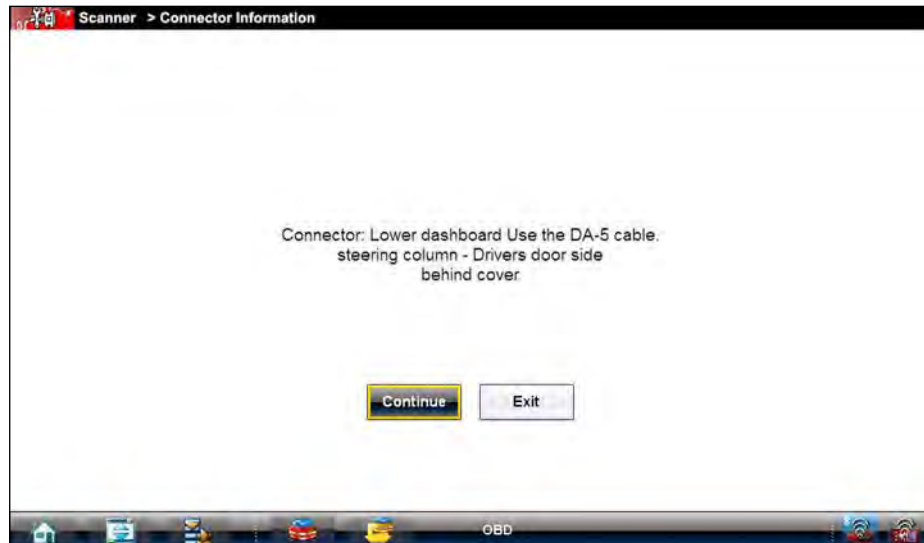 Scanner > Connector Information
Connector: Lower dashboard Use the DA-5 cable.
steering column - Drivers door side
behind cover
Continue
Exit
OBD